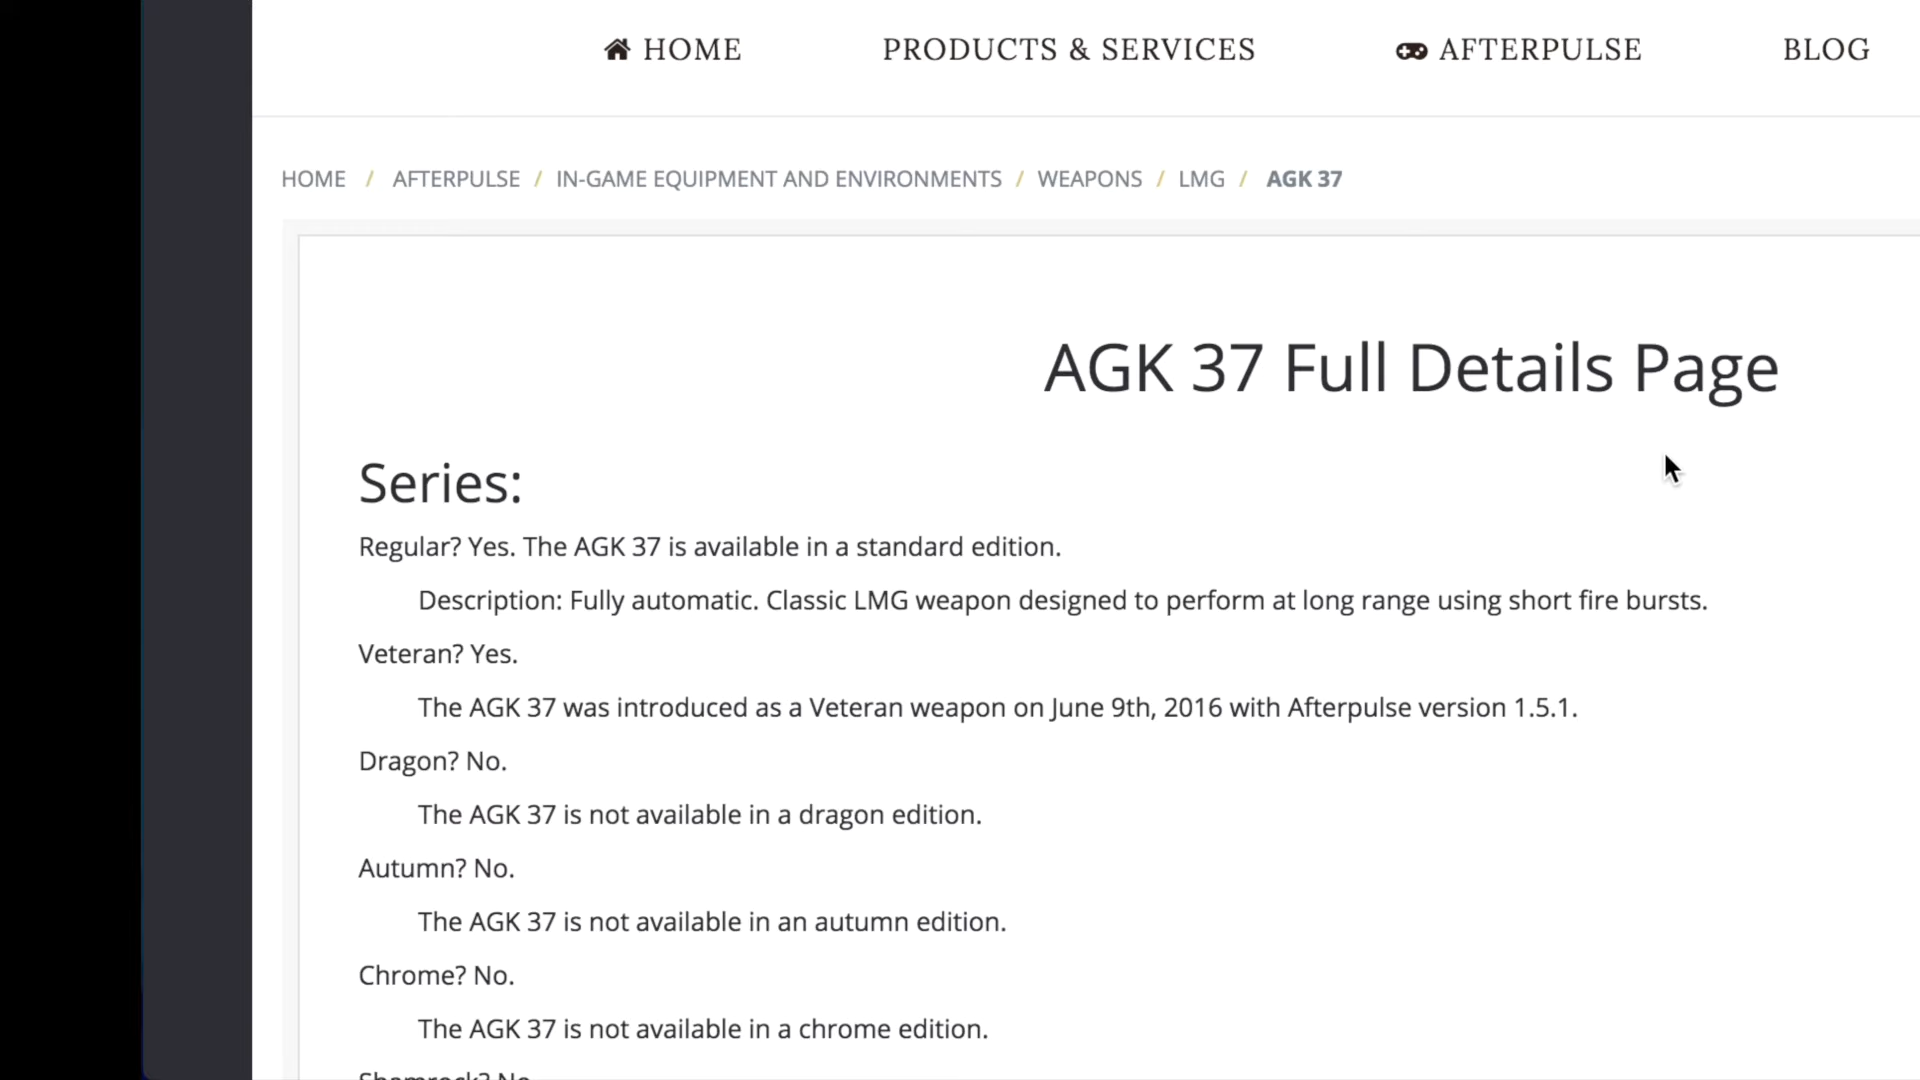 HOME PRODUCTS & SERVICES AFTERPULSE BLOG
HOME / AFTERPULSE / IN-GAME EQUIPMENT AND ENVIRONMENTS / WEAPONS / LMG / AGK 37
AGK 37 Full Details Page
Series:
Regular? Yes. The AGK 37 is available in a standard edition.
Description: Fully automatic. Classic LMG weapon designed to perform at long range using short fire bursts.
Veteran? Yes.
The AGK 37 was introduced as a Veteran weapon on June 9th, 2016 with Afterpulse version 1.5.1.
Dragon? No.
The AGK 37 is not available in a dragon edition.
Autumn? No.
The AGK 37 is not available in an autumn edition.
Chrome? No.
The AGK 37 is not available in a chrome edition.
Shamrock? No